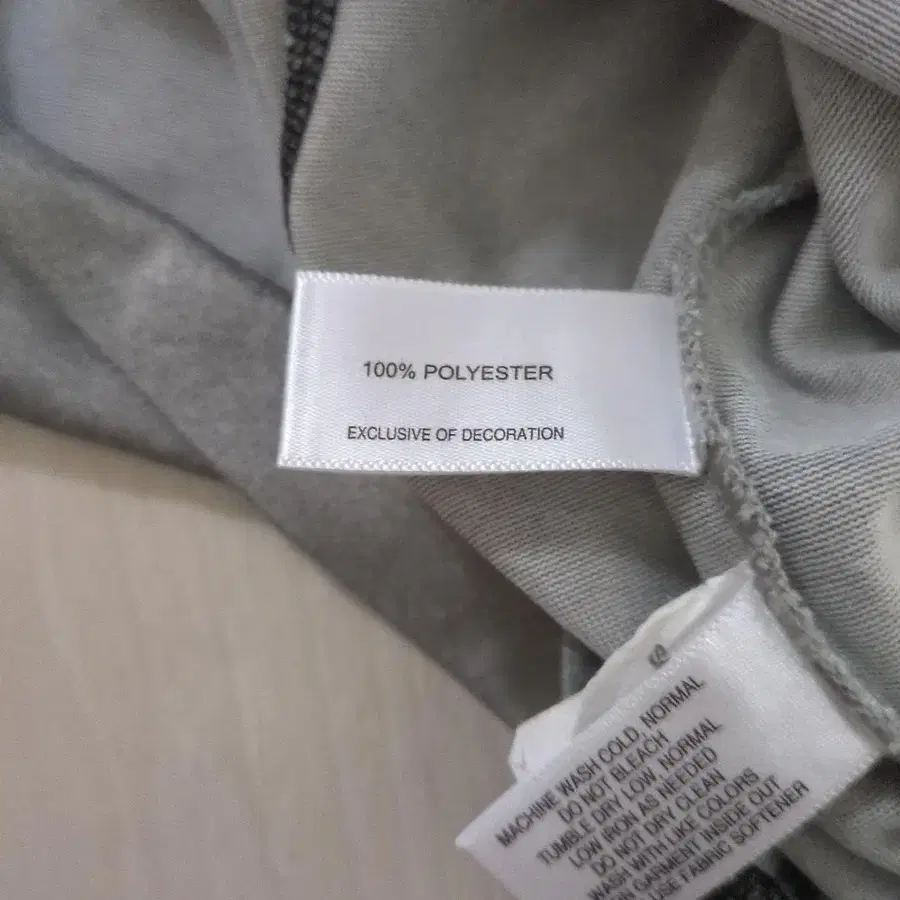 100% POLYESTER
EXCLUSIVE OF DECORATION
MACHINE WASH COLD, NORMAL
DO NOT BLEACH
TUMBLE DRY LOW, NORMAL
LOW IRON AS NEEDED
DO NOT DRY CLEAN
WASH WITH LIKE COLORS
GARMENT INSIDE OUT
FABRIC SOFTENER